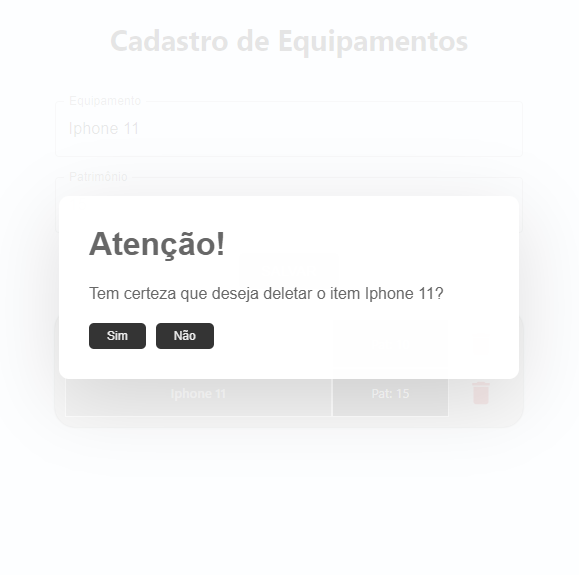 Cadastro de Equipamentos
Equipamento
Iphone 11
Patrimônio
Atenção!
Tem certeza que deseja deletar o item Iphone 11?
Sim
Não
Iphone 11
Pat: 15